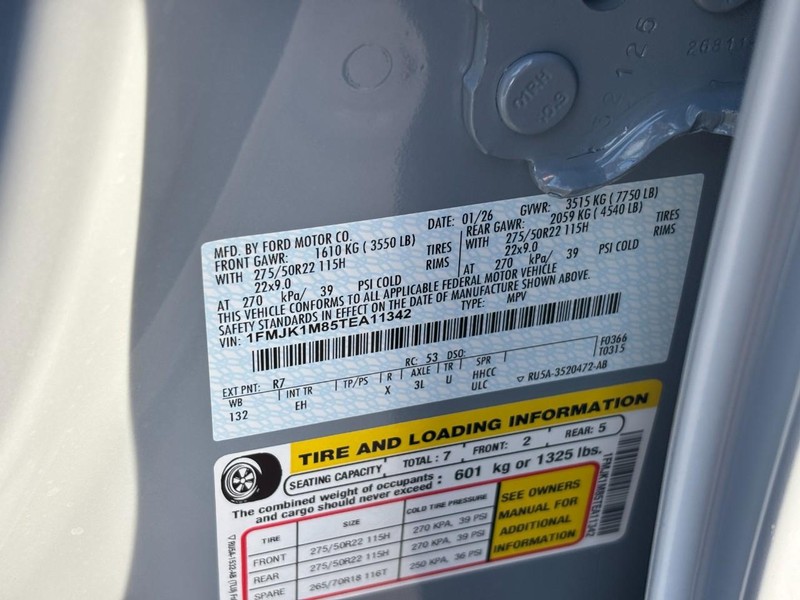 MRH
MFD. BY FORD MOTOR CO.
DATE: 01/26 GVWR: 3515 KG ( 7750 LB)
FRONT GAWR: 1610 KG ( 3550 LB) REAR GAWR: 2059 KG ( 4540 LB)
WITH 275/50R22 115H TIRES WITH 275/50R22 115H TIRES
22x9.0 RIMS 22x9.0 RIMS
AT 270 kPa/ 39 PSI COLD AT 270 kPa/ 39 PSI COLD
THIS VEHICLE CONFORMS TO ALL APPLICABLE FEDERAL MOTOR VEHICLE
SAFETY STANDARDS IN EFFECT ON THE DATE OF MANUFACTURE SHOWN ABOVE.
VIN: 1FMJK1M85TEA11342 TYPE: MPV
F0366
T0315
RC: 53 DSO:
EXT PNT: R7
WB INT TR TP/PS R AXLE TR SPR
132 EH X 3L U HHCC
ULC ▽ RU5A-3520472-AB
TIRE AND LOADING INFORMATION
SEATING CAPACITY TOTAL : 7 FRONT: 2 REAR: 5
The combined weight of occupants
and cargo should never exceed : 601 kg or 1325 lbs.
TIRE SIZE COLD TIRE PRESSURE
FRONT 275/50R22 115H 270 KPA, 39 PSI
REAR 275/50R22 115H 270 KPA, 39 PSI
SPARE 265/70R18 116T 250 KPA, 36 PSI
SEE OWNERS
MANUAL FOR
ADDITIONAL
INFORMATION
1FMJK1M85TEA11342